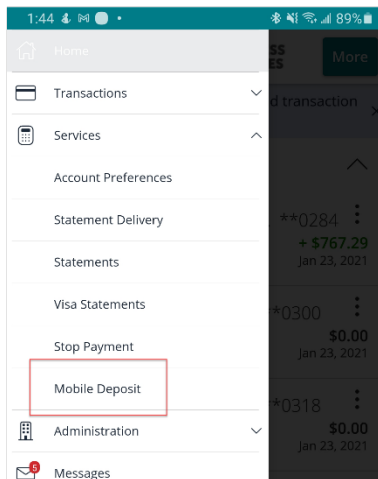 1:44 89%
Home
SS
ES
More
Transactions
d transaction
Services
Account Preferences
Statement Delivery
**0284
+ $767.29
Jan 23, 2021
Statements
Visa Statements
**0300
$0.00
Jan 23, 2021
Stop Payment
Mobile Deposit
*0318
$0.00
Jan 23, 2021
Administration
5
Messages